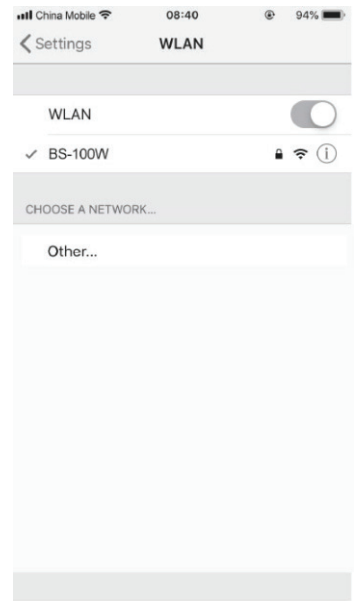 China Mobile 08:40 94%
Settings WLAN
WLAN
BS-100W
CHOOSE A NETWORK...
Other...